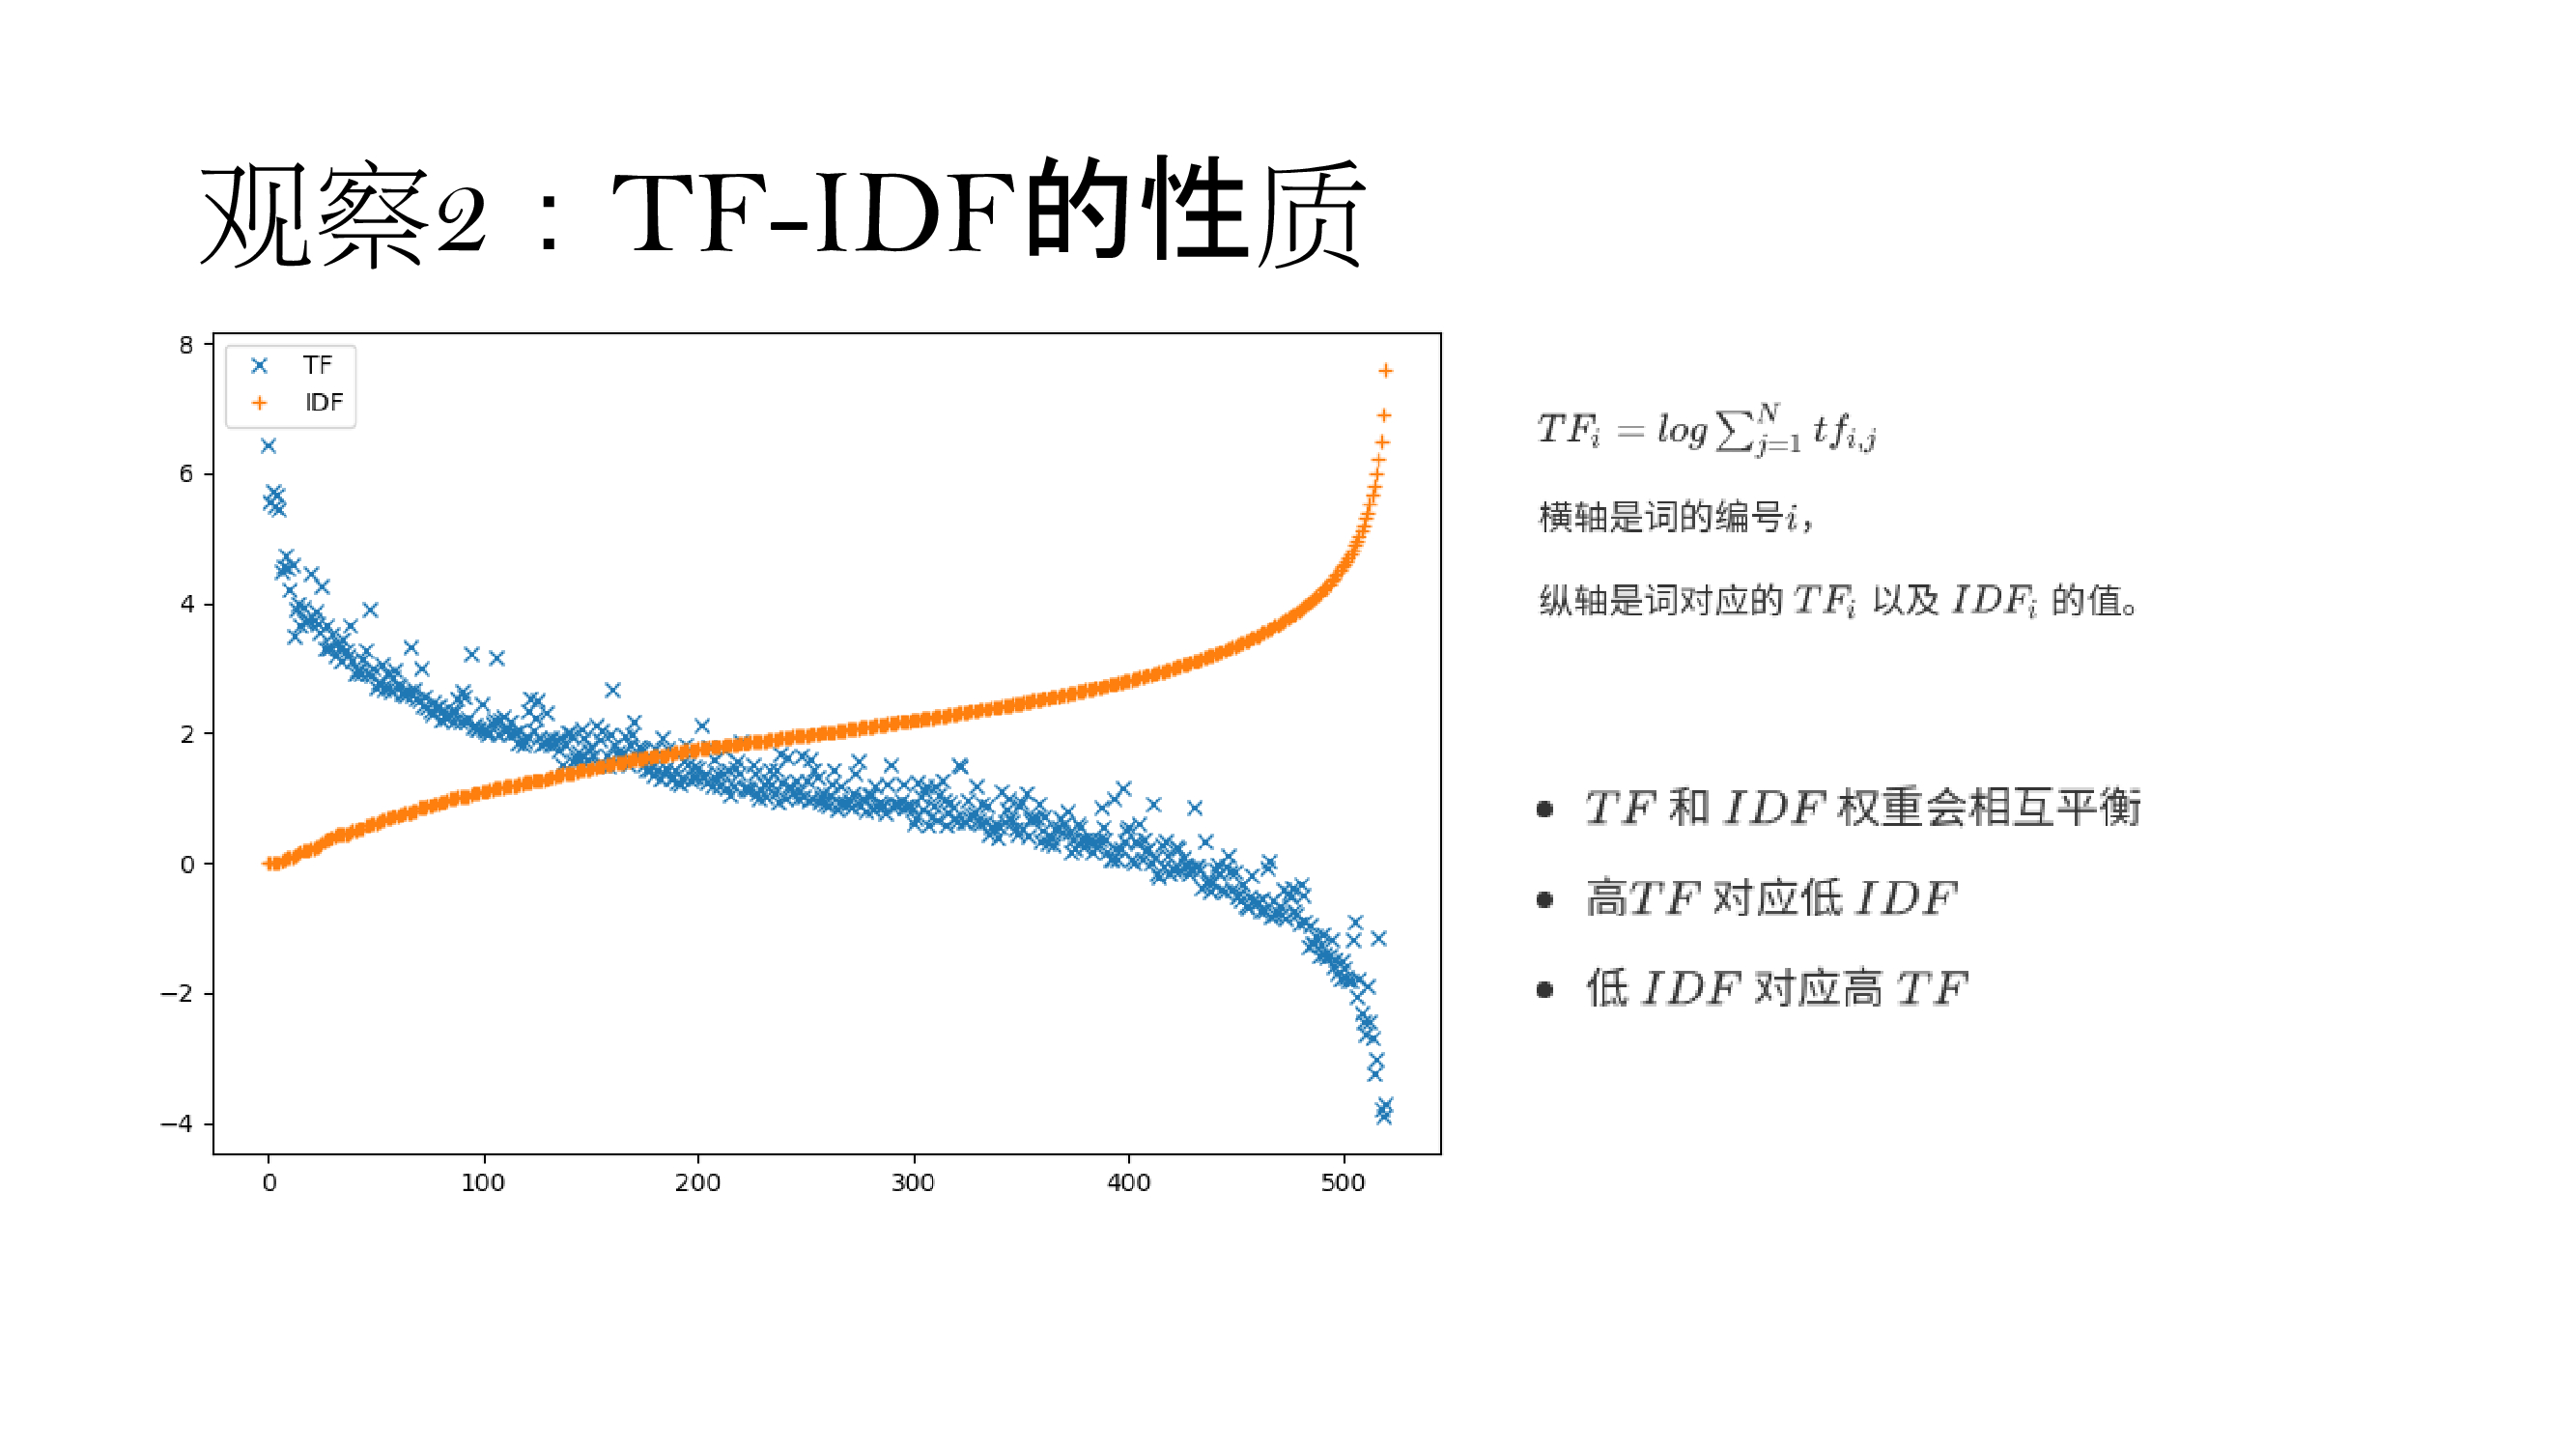 观察2：TF-IDF的性质
8
TF
IDF
6
4
2
0
−2
−4
0 100 200 300 400 500
$TF_i = log \sum_{j=1}^{N} tf_{i,j}$
横轴是词的编号$i$，
纵轴是词对应的 $TF_i$ 以及 $IDF_i$ 的值。
• TF 和 IDF 权重会相互平衡
• 高TF 对应低 IDF
• 低 IDF 对应高 TF